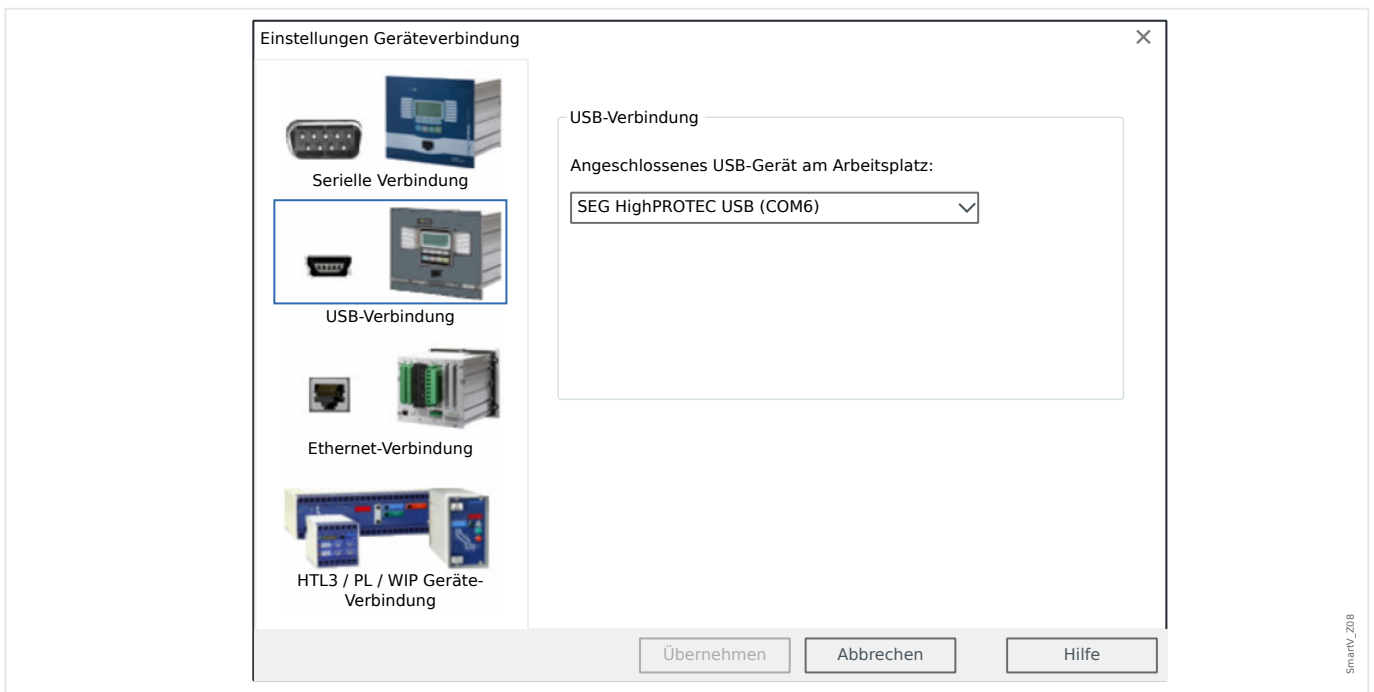 Einstellungen Geräteverbindung
Serielle Verbindung
USB-Verbindung
Ethernet-Verbindung
HTL3 / PL / WIP Geräte-
Verbindung
USB-Verbindung
Angeschlossenes USB-Gerät am Arbeitsplatz:
SEG HighPROTEC USB (COM6)
Übernehmen
Abbrechen
Hilfe
SmartV_Z08